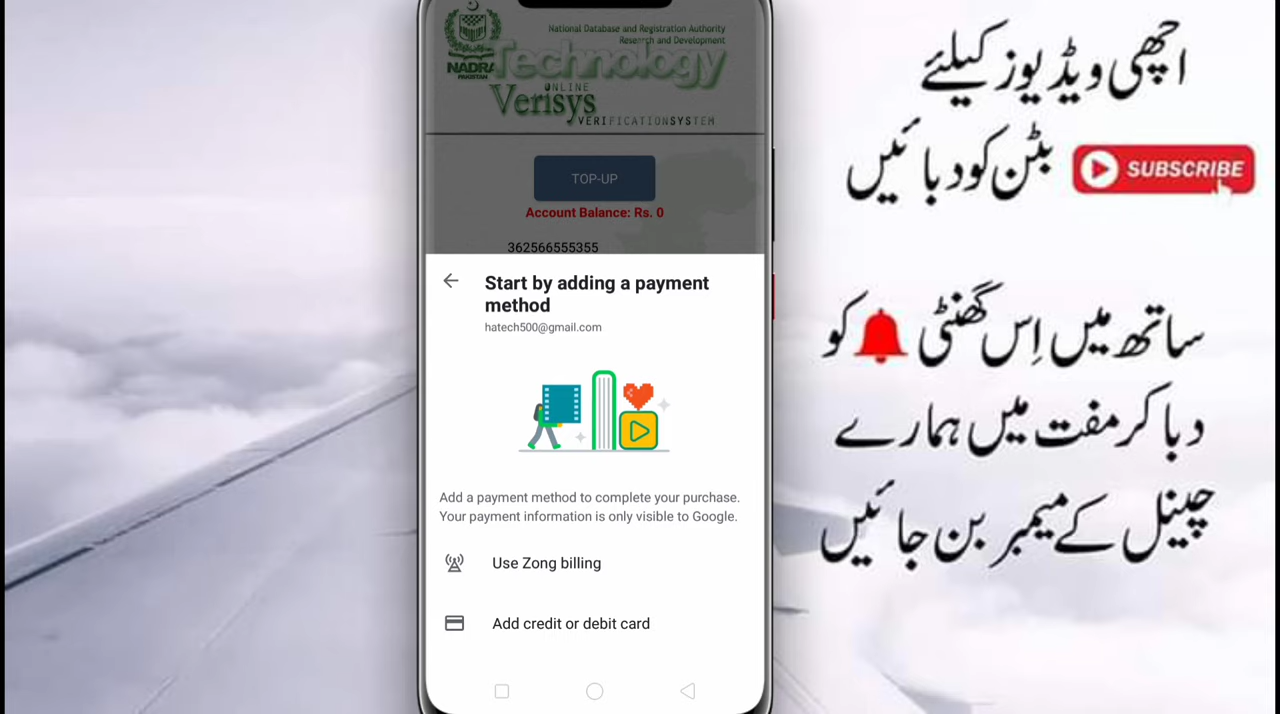 National Database and Registration Authority
Research and Development
NADRA
PAKISTAN
Technology
ONLINE
Verisys
VERIFICATIONSYSTEM
TOP-UP
Account Balance: Rs. 0
362566555355
Start by adding a payment
method
hatech500@gmail.com
Add a payment method to complete your purchase.
Your payment information is only visible to Google.
Use Zong billing
Add credit or debit card
اچھی ویڈیوز کیلئے
SUBSCRIBE بٹن کو دبائیں
ساتھ میں اِس گھنٹی کو
دبا کر مفت میں ہمارے
چینل کے میمبر بن جائیں